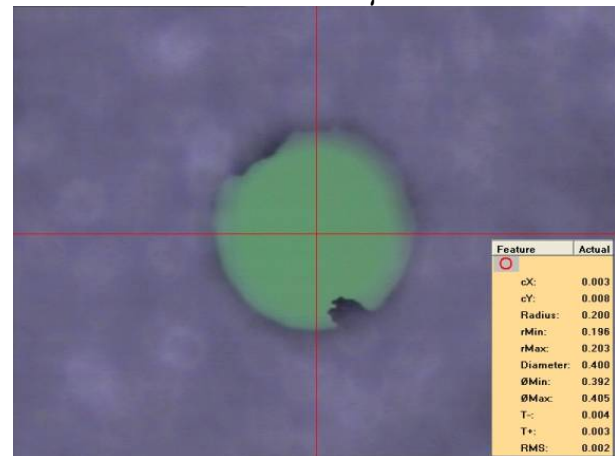 Feature Actual
cX: 0.003
cY: 0.008
Radius: 0.200
rMin: 0.196
rMax: 0.203
Diameter: 0.400
ØMin: 0.392
ØMax: 0.405
T-: 0.004
T+: 0.003
RMS: 0.002